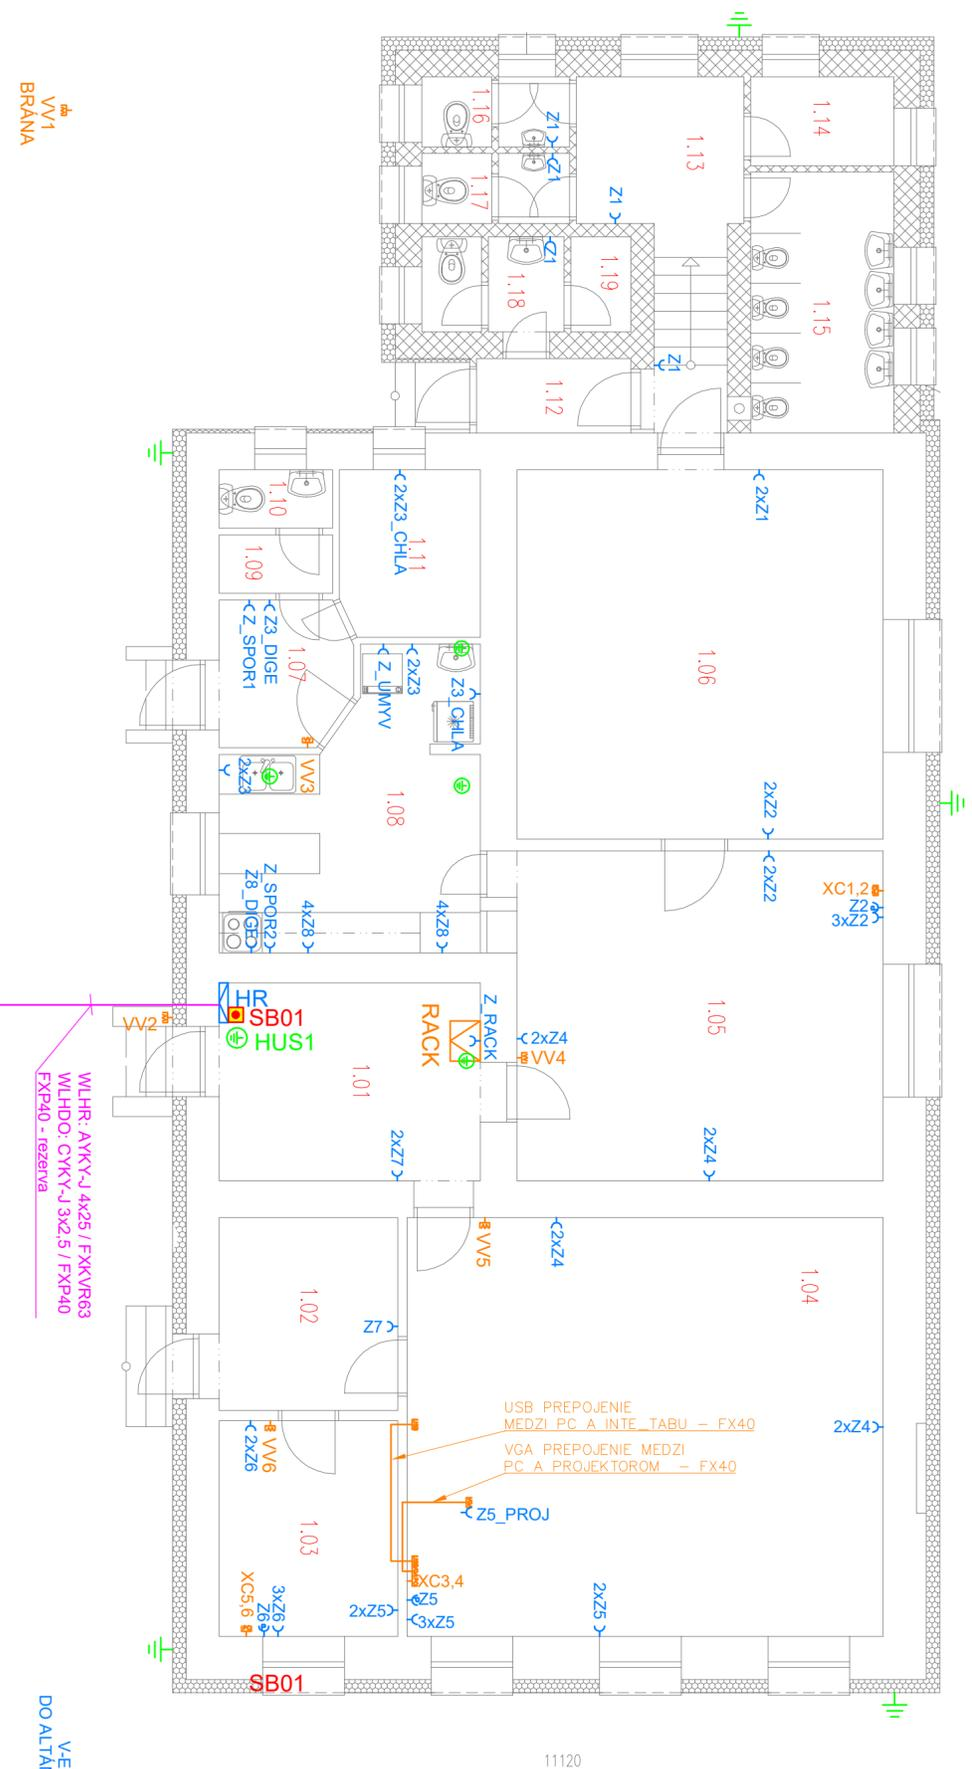 VV1
BRÁNA
1.16
Z1
1.14
1.13
1.17
Z1
Z1
Z1
1.19
1.18
1.15
Z1
1.12
1.10
2xZ3_CHLA
1.11
2xZ1
1.09
Z3_DIGE
Z_SPOR1
1.07
2xZ3
Z_UMYV
Z3_CHLA
1.06
VV3
2xZ3
1.08
2xZ2
2xZ2
XC1,2
Z2
3xZ2
Z_SPOR2
Z8_DIGE
4xZ8
4xZ8
HR
SB01
HUS1
VV2
RACK
Z_RACK
2xZ4
VV4
1.05
1.01
WLHR: AYKY-J 4x25 / FXKVR63
WLHDO: CYKY-J 3x2,5 / FXP40
FXP40 - rezerva
2xZ7
2xZ4
VV5
2xZ4
1.04
1.02
Z7
USB PREPOJENIE
MEDZI PC A INTE_TABU – FX40
VGA PREPOJENIE MEDZI
PC A PROJEKTOROM – FX40
2xZ4
VV6
2xZ6
Z5_PROJ
1.03
XC3,4
Z5
3xZ5
2xZ5
2xZ5
XC5,6
Z6
3xZ6
SB01
V-E
DO ALTÁ
11120